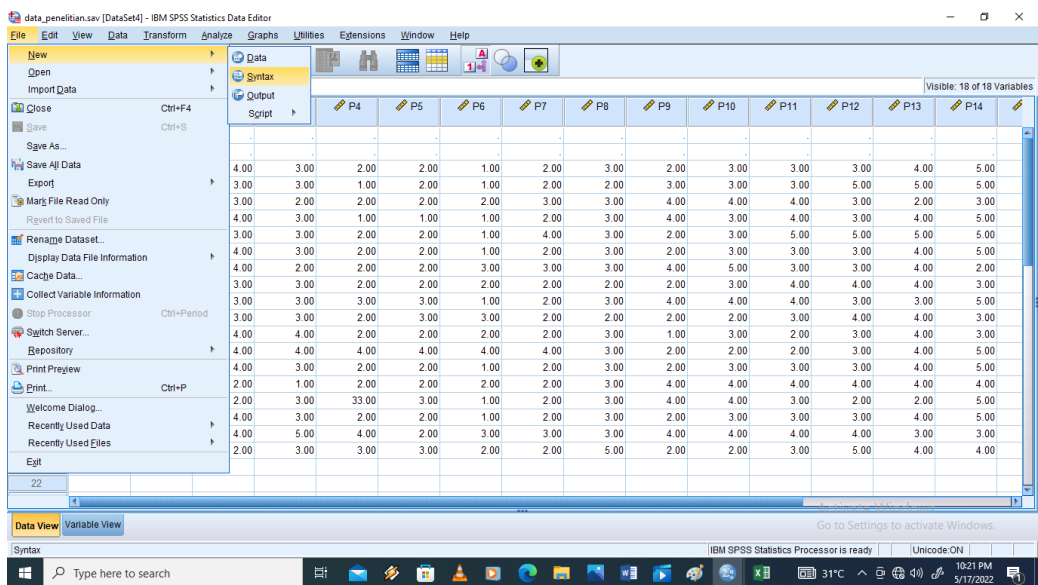 data_penelitian.sav [DataSet4] - IBM SPSS Statistics Data Editor
File Edit View Data Transform Analyze Graphs Utilities Extensions Window Help
New
Open
Import Data
Close Ctrl+F4
Save Ctrl+S
Save As...
Save All Data
Export
Mark File Read Only
Revert to Saved File
Rename Dataset...
Display Data File Information
Cache Data...
Collect Variable Information
Stop Processor Ctrl+Period
Switch Server...
Repository
Print Preview
Print... Ctrl+P
Welcome Dialog...
Recently Used Data
Recently Used Files
Exit
Data
Syntax
Output
Script
Visible: 18 of 18 Variables
P4 P5 P6 P7 P8 P9 P10 P11 P12 P13 P14
. . . . . . . . . . . .
. . . . . . . . . . . .
4.00 3.00 2.00 2.00 1.00 2.00 3.00 2.00 3.00 3.00 3.00 4.00 5.00
3.00 3.00 1.00 2.00 1.00 2.00 2.00 3.00 3.00 3.00 5.00 5.00 5.00
3.00 2.00 2.00 2.00 2.00 3.00 3.00 4.00 4.00 4.00 3.00 2.00 3.00
4.00 3.00 1.00 1.00 1.00 2.00 3.00 4.00 3.00 4.00 3.00 4.00 5.00
3.00 3.00 2.00 2.00 1.00 4.00 3.00 2.00 3.00 5.00 5.00 5.00 5.00
4.00 3.00 2.00 2.00 1.00 2.00 3.00 2.00 3.00 3.00 3.00 4.00 5.00
4.00 2.00 2.00 2.00 3.00 3.00 3.00 4.00 5.00 3.00 3.00 4.00 2.00
3.00 3.00 2.00 2.00 2.00 2.00 3.00 2.00 3.00 4.00 4.00 4.00 3.00
3.00 3.00 3.00 3.00 1.00 2.00 3.00 4.00 4.00 4.00 3.00 3.00 5.00
3.00 3.00 2.00 3.00 3.00 2.00 3.00 2.00 2.00 2.00 3.00 4.00 3.00
4.00 4.00 2.00 2.00 2.00 2.00 3.00 1.00 3.00 2.00 3.00 4.00 3.00
4.00 4.00 4.00 4.00 4.00 4.00 3.00 2.00 2.00 2.00 3.00 4.00 5.00
4.00 3.00 2.00 2.00 1.00 2.00 3.00 2.00 4.00 3.00 3.00 4.00 5.00
2.00 1.00 2.00 2.00 2.00 2.00 3.00 4.00 4.00 4.00 4.00 4.00 4.00
2.00 3.00 33.00 3.00 1.00 2.00 3.00 4.00 4.00 4.00 3.00 2.00 2.00 5.00
4.00 3.00 2.00 2.00 1.00 2.00 3.00 4.00 3.00 3.00 3.00 4.00 5.00
4.00 5.00 4.00 2.00 3.00 3.00 3.00 4.00 4.00 4.00 4.00 3.00 3.00
2.00 3.00 3.00 3.00 2.00 2.00 5.00 2.00 2.00 3.00 5.00 4.00 4.00
22
Data View Variable View
Go to Settings to activate Windows.
Syntax IBM SPSS Statistics Processor is ready Unicode:ON
Type here to search
31°C
10:21 PM
5/17/2022